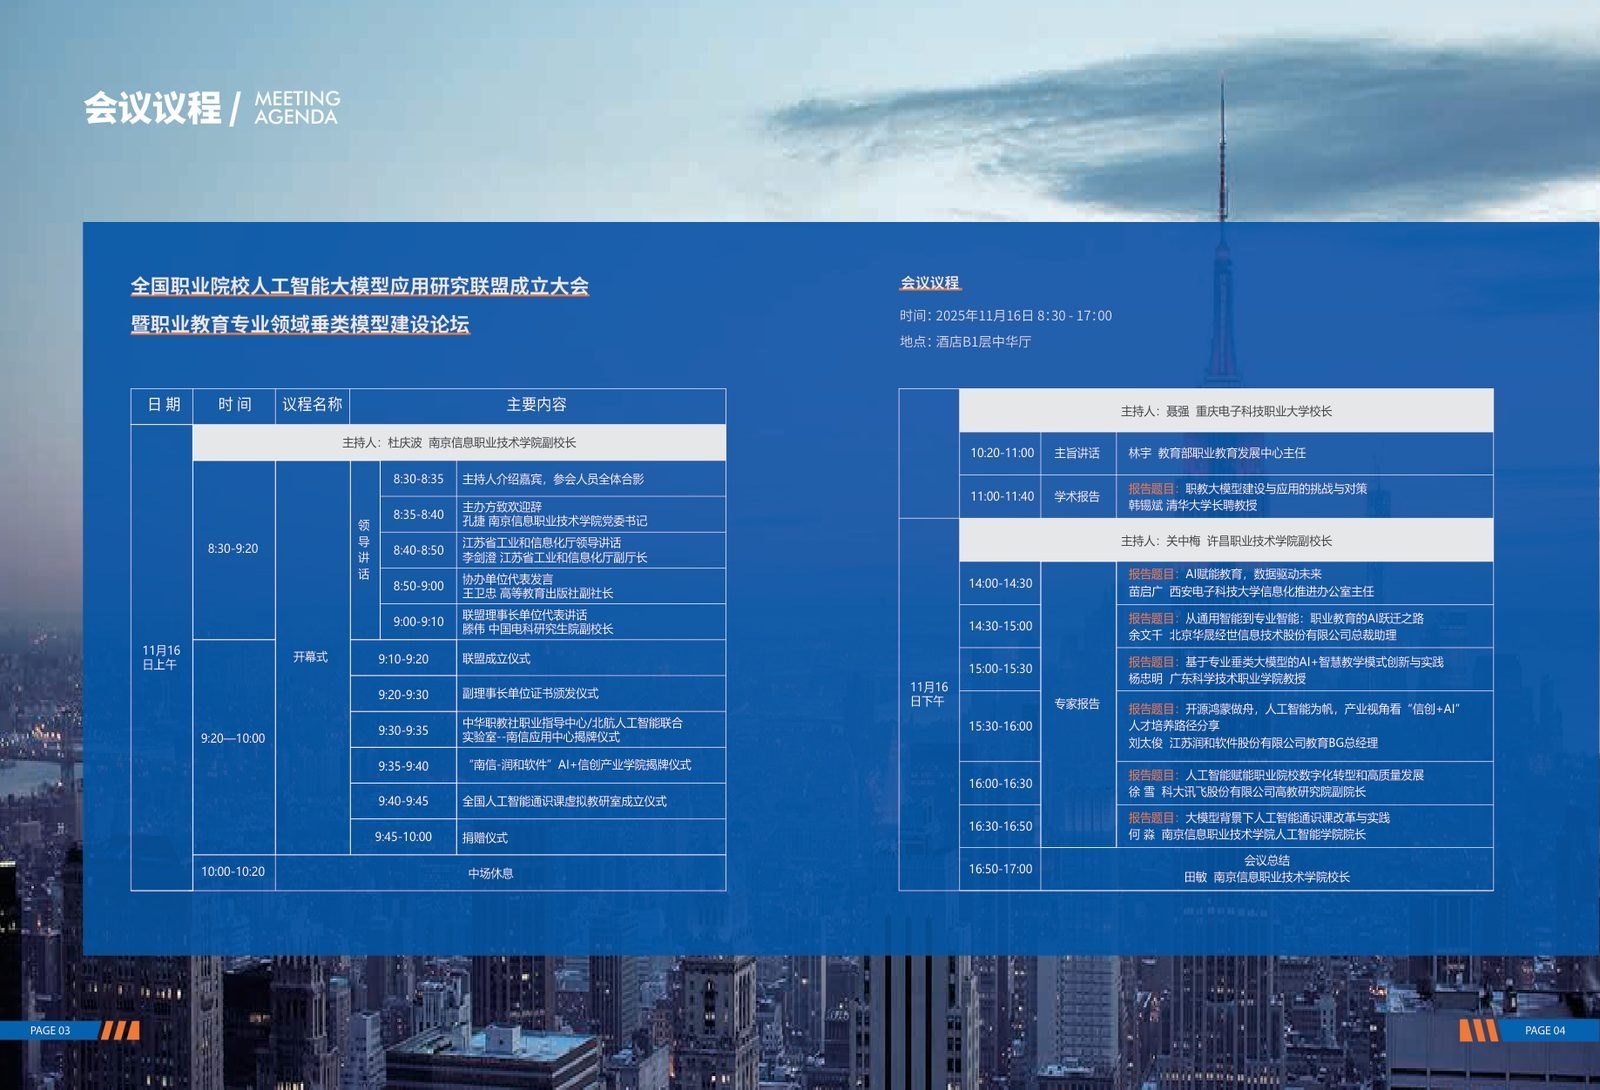 会议议程 / MEETING AGENDA
全国职业院校人工智能大模型应用研究联盟成立大会
暨职业教育专业领域垂类模型建设论坛
日 期 时 间 议程名称 主要内容
主持人：杜庆波 南京信息职业技术学院副校长
11月16
日上午
8:30-9:20
开幕式
领导讲话
8:30-8:35 主持人介绍嘉宾，参会人员全体合影
8:35-8:40 主办方致欢迎辞
孔捷 南京信息职业技术学院党委书记
8:40-8:50 江苏省工业和信息化厅领导讲话
李剑澄 江苏省工业和信息化厅副厅长
8:50-9:00 协办单位代表发言
王卫忠 高等教育出版社副社长
9:00-9:10 联盟理事长单位代表讲话
滕伟 中国电科研究生院副校长
9:20—10:00
9:10-9:20 联盟成立仪式
9:20-9:30 副理事长单位证书颁发仪式
9:30-9:35 中华职教社职业指导中心/北航人工智能联合
实验室--南信应用中心揭牌仪式
9:35-9:40 “南信-润和软件”AI+信创产业学院揭牌仪式
9:40-9:45 全国人工智能通识课虚拟教研室成立仪式
9:45-10:00 捐赠仪式
10:00-10:20 中场休息
会议议程
时间：2025年11月16日 8:30 - 17:00
地点：酒店B1层中华厅
主持人：聂强 重庆电子科技职业大学校长
10:20-11:00 主旨讲话 林宇 教育部职业教育发展中心主任
11:00-11:40 学术报告 报告题目：职教大模型建设与应用的挑战与对策
韩锡斌 清华大学长聘教授
主持人：关中梅 许昌职业技术学院副校长
11月16
日下午
专家报告
14:00-14:30 报告题目：AI赋能教育，数据驱动未来
苗启广 西安电子科技大学信息化推进办公室主任
14:30-15:00 报告题目：从通用智能到专业智能：职业教育的AI跃迁之路
余文千 北京华晟经世信息技术股份有限公司总裁助理
15:00-15:30 报告题目：基于专业垂类大模型的AI+智慧教学模式创新与实践
杨忠明 广东科学技术职业学院教授
15:30-16:00 报告题目：开源鸿蒙做舟，人工智能为帆，产业视角看“信创+AI”
人才培养路径分享
刘太俊 江苏润和软件股份有限公司教育BG总经理
16:00-16:30 报告题目：人工智能赋能职业院校数字化转型和高质量发展
徐 雪 科大讯飞股份有限公司高教研究院副院长
16:30-16:50 报告题目：大模型背景下人工智能通识课改革与实践
何 淼 南京信息职业技术学院人工智能学院院长
16:50-17:00 会议总结
田敏 南京信息职业技术学院校长
PAGE 03
PAGE 04